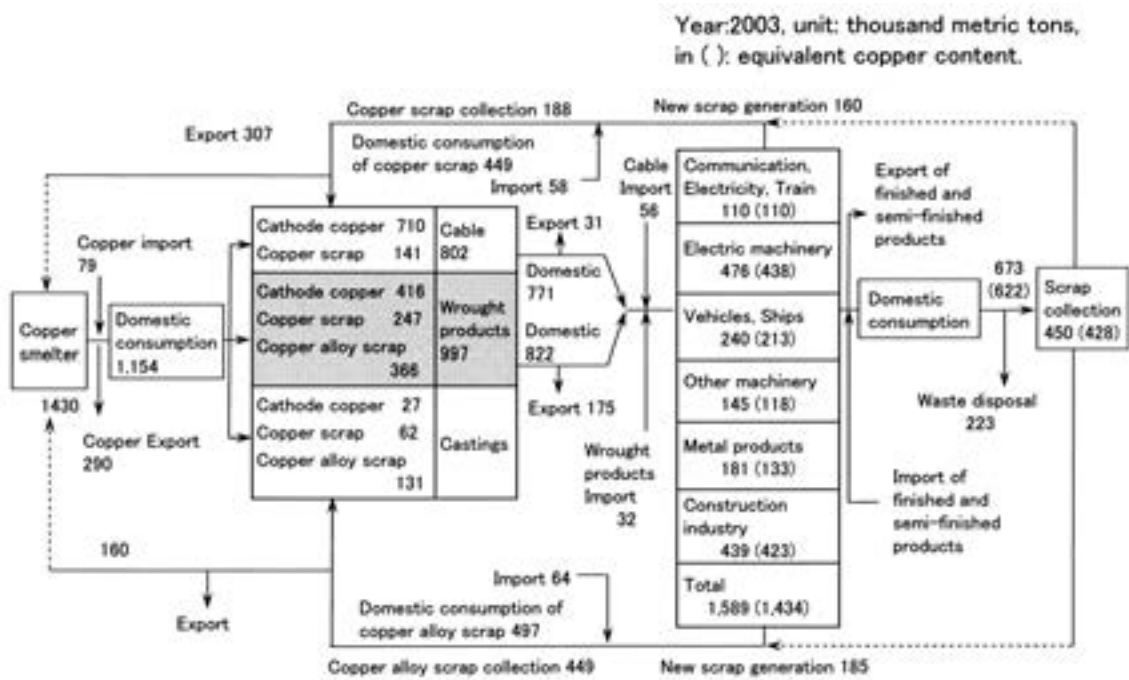 Year:2003, unit: thousand metric tons,
in ( ): equivalent copper content.
Copper scrap collection 188
New scrap generation 160
Export 307
Domestic consumption
of copper scrap 449
Import 58
Cable
Import
56
Communication,
Electricity, Train
110 (110)
Export of
finished and
semi-finished
products
Copper import
79
Cathode copper 710
Copper scrap 141
Cable
802
Export 31
Domestic
771
Electric machinery
476 (438)
673
(622)
Copper
smelter
1430
Domestic
consumption
1,154
Cathode copper 416
Copper scrap 247
Copper alloy scrap
366
Wrought
products
997
Domestic
822
Export 175
Vehicles, Ships
240 (213)
Domestic
consumption
Scrap
collection
450 (428)
Other machinery
145 (118)
Waste disposal
223
Copper Export
290
Cathode copper 27
Copper scrap 62
Copper alloy scrap
131
Castings
Wrought
products
Import
32
Metal products
181 (133)
Import of
finished and
semi-finished
products
Construction
industry
439 (423)
160
Export
Import 64
Total
1,589 (1,434)
Domestic consumption of
copper alloy scrap 497
Copper alloy scrap collection 449
New scrap generation 185